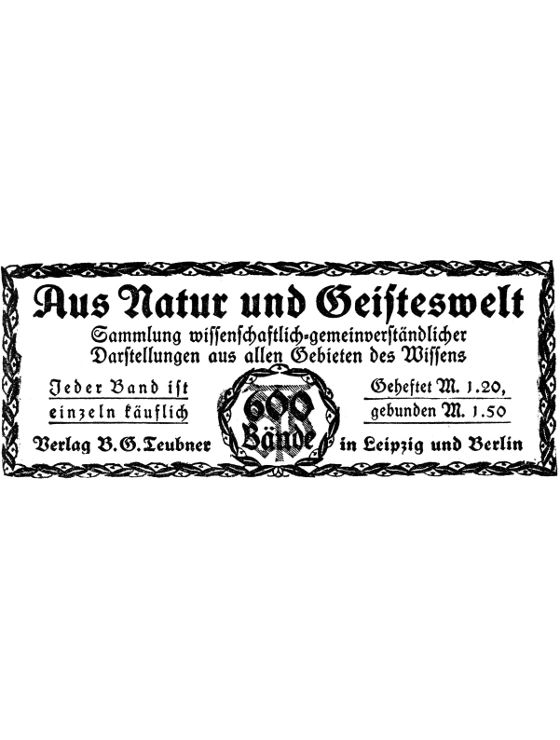 Aus Natur und Geisteswelt
Sammlung wissenschaftlich-gemeinverständlicher
Darstellungen aus allen Gebieten des Wissens
Jeder Band ist
einzeln käuflich
600
Bände
Geheftet M. 1.20,
gebunden M. 1.50
Verlag B. G. Teubner
in Leipzig und Berlin